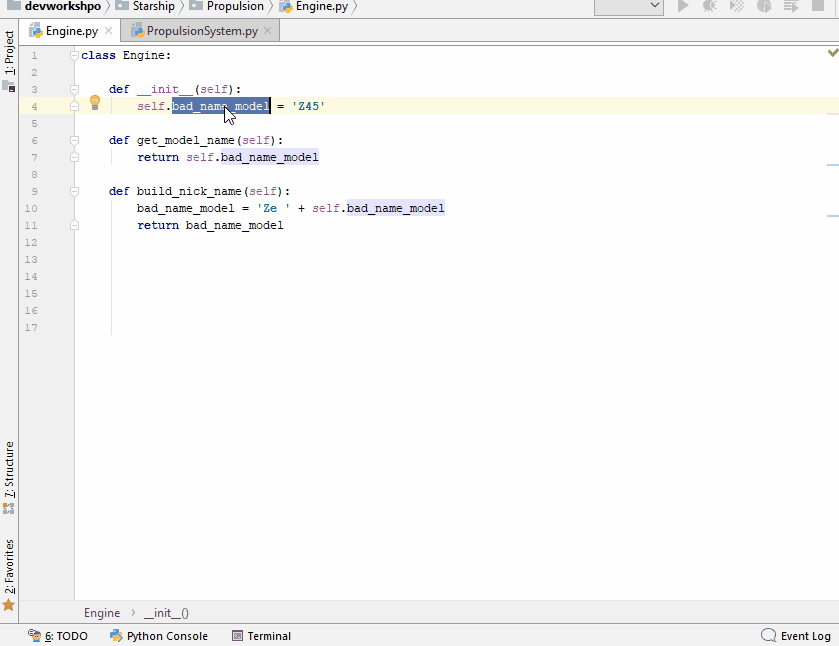 devworkshpo Starship Propulsion Engine.py
Engine.py PropulsionSystem.py
1: Project
7: Structure
2: Favorites
1 class Engine:
2
3 def __init__(self):
4 self.bad_name_model = 'Z45'
5
6 def get_model_name(self):
7 return self.bad_name_model
8
9 def build_nick_name(self):
10 bad_name_model = 'Ze ' + self.bad_name_model
11 return bad_name_model
12
13
14
15
16
17
Engine > __init__()
6: TODO Python Console Terminal Event Log